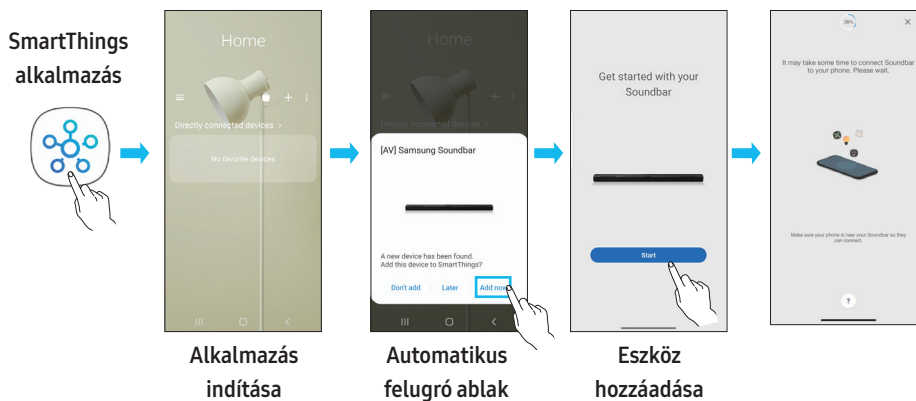 SmartThings
alkalmazás
Home
Directly connected devices >
No favorite devices
Alkalmazás
indítása
Home
Directly connected devices >
[AV] Samsung Soundbar
A new device has been found.
Add this device to SmartThings?
Don't add
Later
Add now
Automatikus
felugró ablak
Get started with your
Soundbar
Start
Eszköz
hozzáadása
38%
It may take some time to connect Soundbar
to your phone. Please wait.
Make sure your phone is near your Soundbar so they
can connect.
?